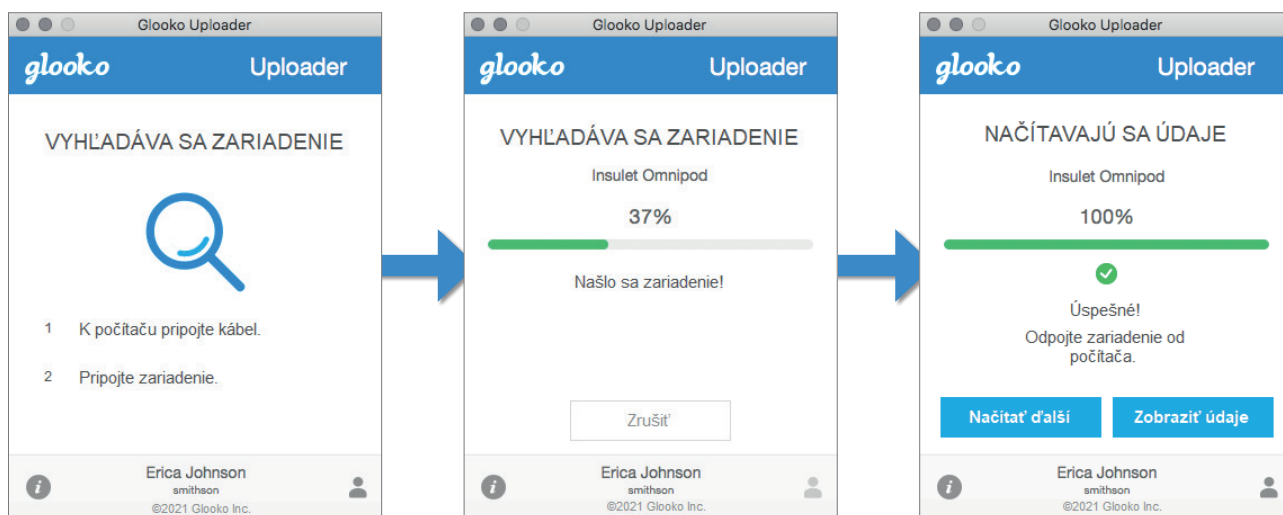 Glooko Uploader
glooko Uploader
VYHĽADÁVA SA ZARIADENIE
1 K počítaču pripojte kábel.
2 Pripojte zariadenie.
i
Erica Johnson
smithson
©2021 Glooko Inc.
Glooko Uploader
glooko Uploader
VYHĽADÁVA SA ZARIADENIE
Insulet Omnipod
37%
Našlo sa zariadenie!
Zrušiť
i
Erica Johnson
smithson
©2021 Glooko Inc.
Glooko Uploader
glooko Uploader
NAČÍTAVAJÚ SA ÚDAJE
Insulet Omnipod
100%
Úspešné!
Odpojte zariadenie od
počítača.
Načítať ďalší Zobraziť údaje
i
Erica Johnson
smithson
©2021 Glooko Inc.